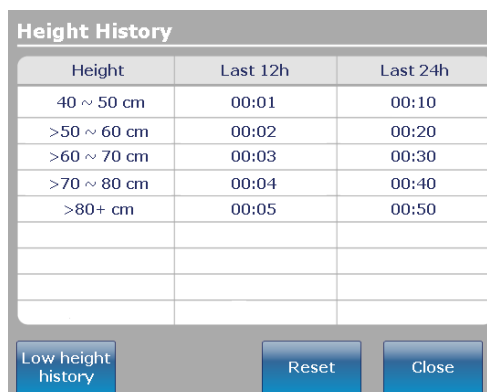 Height History
Height Last 12h Last 24h
40 ~ 50 cm 00:01 00:10
>50 ~ 60 cm 00:02 00:20
>60 ~ 70 cm 00:03 00:30
>70 ~ 80 cm 00:04 00:40
>80+ cm 00:05 00:50
Low height
history
Reset
Close